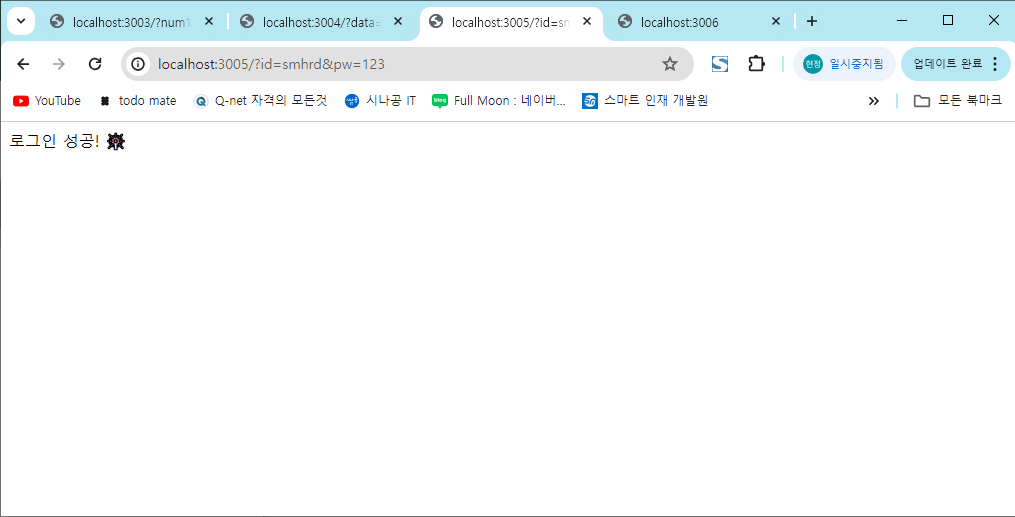 localhost:3003/?num1
localhost:3004/?data=
localhost:3005/?id=sm
localhost:3006
localhost:3005/?id=smhrd&pw=123
현정
일시중지됨
업데이트 완료
YouTube
todo mate
Q-net 자격의 모든것
시나공 IT
blog
Full Moon : 네이버...
스마트 인재 개발원
모든 북마크
로그인 성공!